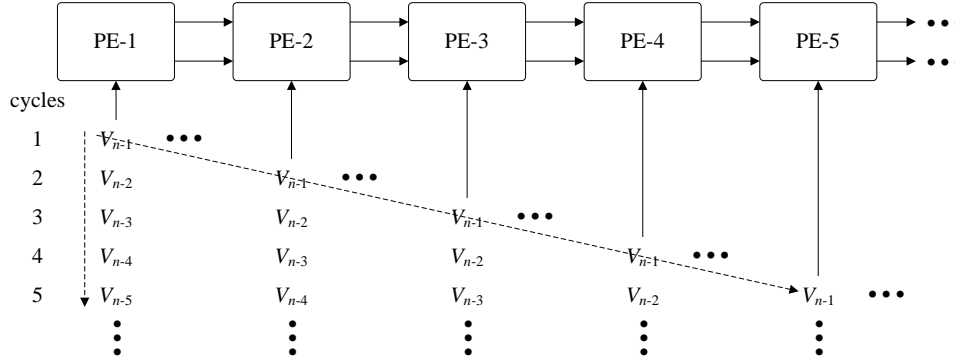 PE-1 PE-2 PE-3 PE-4 PE-5 •••
•••
cycles
1 Vn-1 •••
2 Vn-2 Vn-1 •••
3 Vn-3 Vn-2 Vn-1 •••
4 Vn-4 Vn-3 Vn-2 Vn-1 •••
5 Vn-5 Vn-4 Vn-3 Vn-2 Vn-1 •••